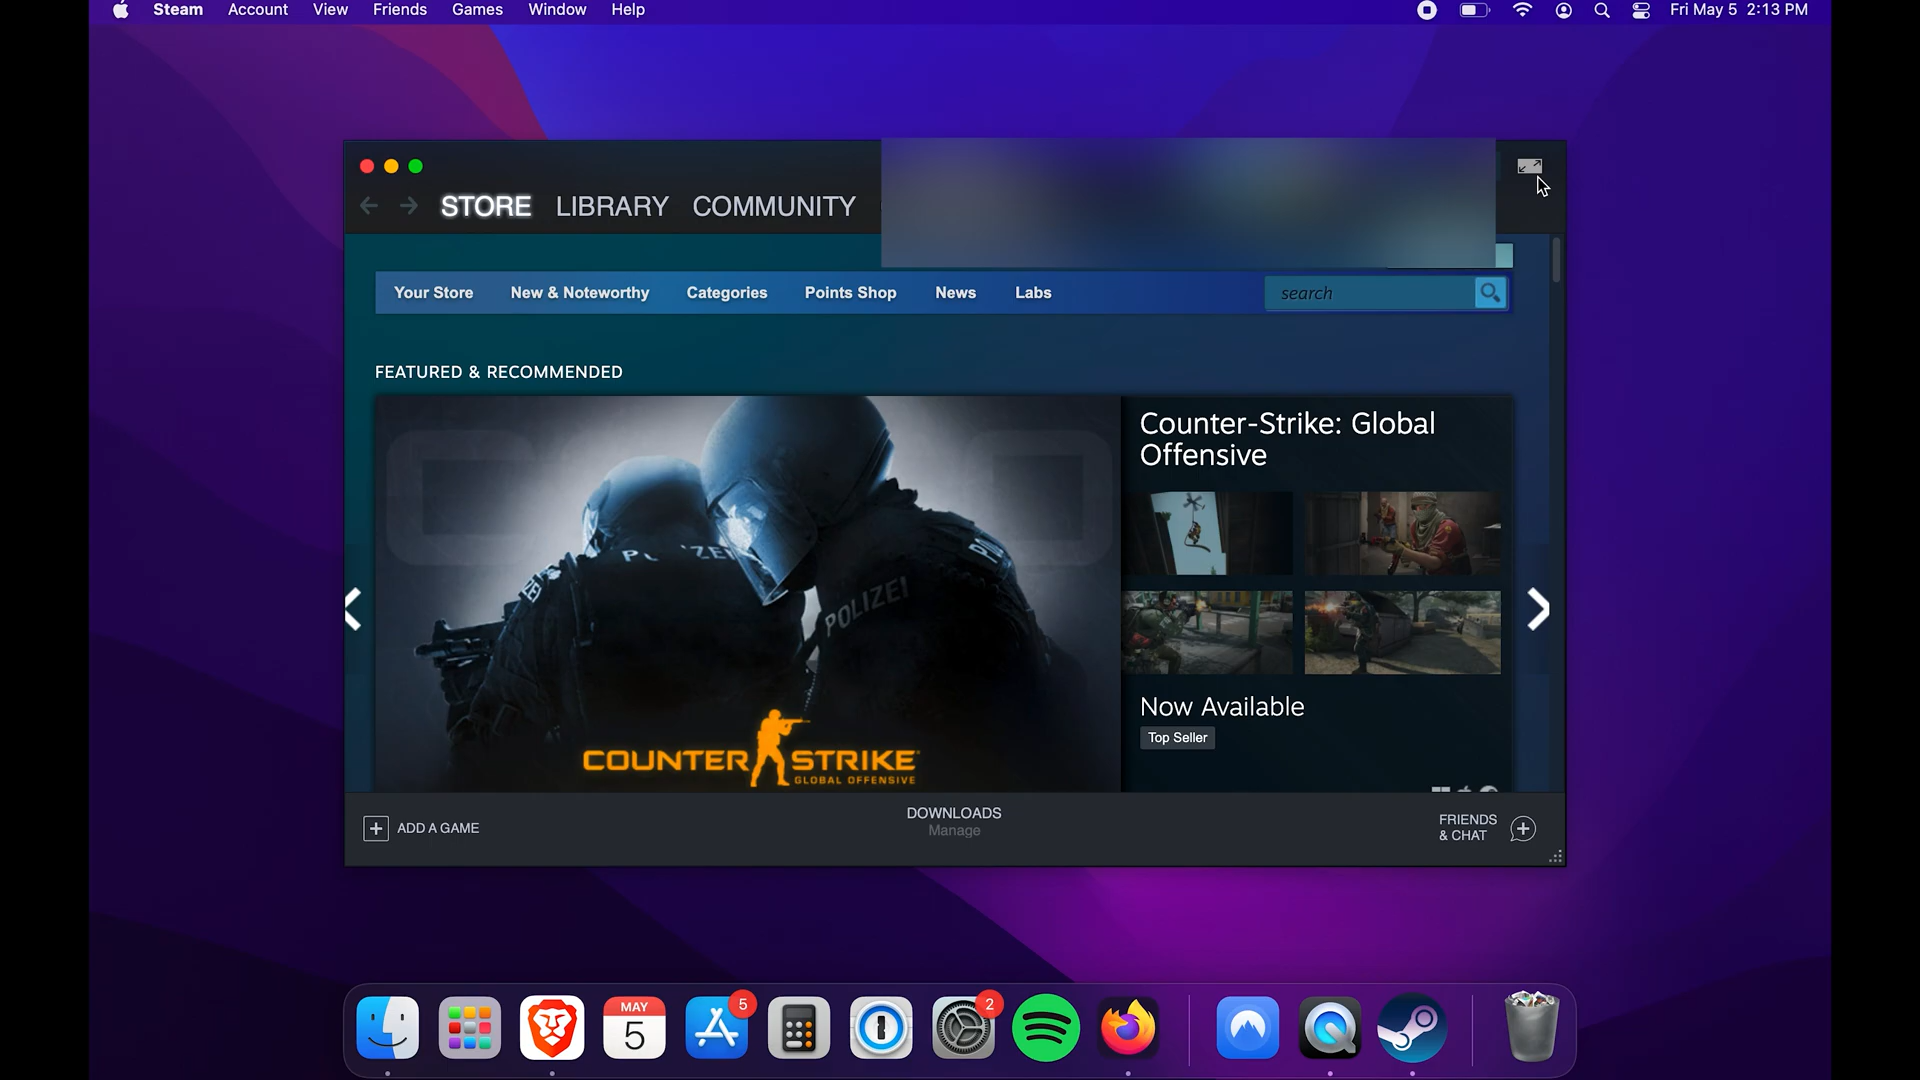 Steam Account View Friends Games Window Help Fri May 5 2:13 PM
STORE LIBRARY COMMUNITY
Your Store New & Noteworthy Categories Points Shop News Labs search
FEATURED & RECOMMENDED
Counter-Strike: Global
Offensive
POLIZEI
COUNTER STRIKE
GLOBAL OFFENSIVE
Now Available
Top Seller
ADD A GAME
DOWNLOADS
Manage
FRIENDS
& CHAT
MAY
5
5
2